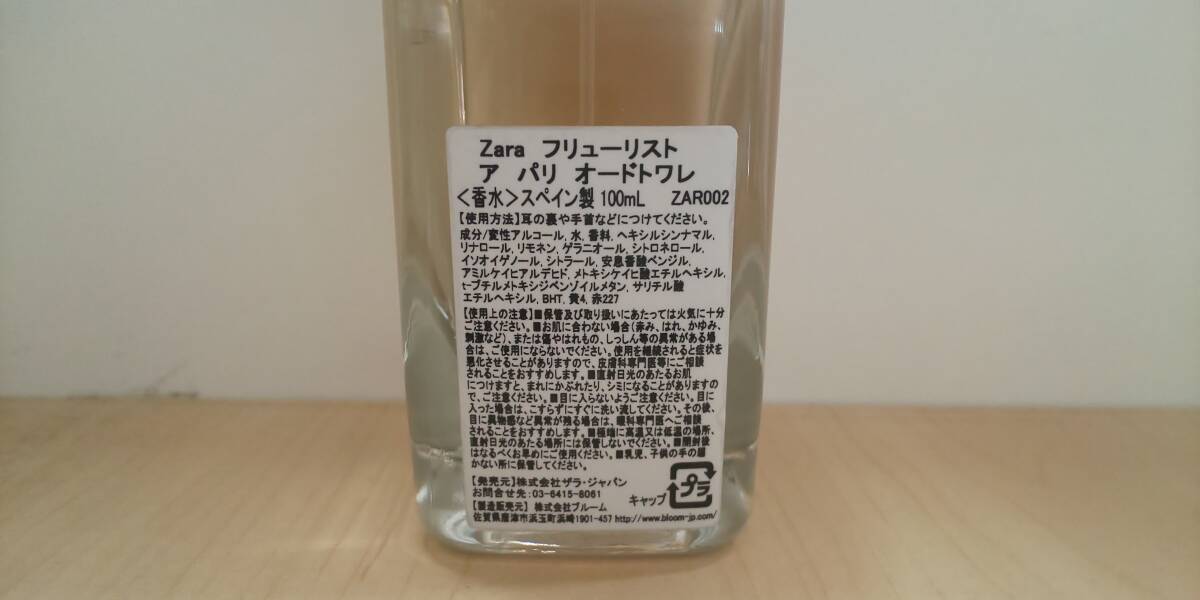 Zara フリューリスト
ア パリ オードトワレ
＜香水＞スペイン製 100mL ZAR002
【使用方法】耳の裏や手首などにつけてください。
成分/変性アルコール, 水, 香料, ヘキシルシンナマル,
リナロール, リモネン, ゲラニオール, シトロネロール,
イソオイゲノール, シトラール, 安息香酸ベンジル,
アミルケイヒアルデヒド, メトキシケイヒ酸エチルヘキシル,
t-ブチルメトキシジベンゾイルメタン, サリチル酸
エチルヘキシル, BHT, 黄4, 赤227
【使用上の注意】■保管及び取り扱いにあたっては火気に十分
ご注意ください。■お肌に合わない場合(赤み、はれ、かゆみ、
刺激など)、または傷やはれもの、しっしん等の異常がある場
合は、ご使用にならないでください。使用を継続されると症状を
悪化させることがありますので、皮膚科専門医等にご相談
されることをおすすめします。■直射日光のあたるお肌
につけますと、まれにかぶれたり、シミになることがありますの
で、ご注意ください。■目に入らないようご注意ください。目に
入った場合は、こすらずにすぐに洗い流してください。その後、
目に異物感など異常が残る場合は、眼科専門医へご相談
されることをおすすめします。■極端に高温又は低温の場所、
直射日光のあたる場所には保管しないでください。■開封後
はなるべくお早めにご使用ください。■乳児、子供の手の届
かない所に保管してください。
【発売元】株式会社ザラ・ジャパン
お問合せ先：03-6415-8061
キャップ プラ
【製造販売元】 株式会社ブルーム
佐賀県唐津市浜玉町浜崎1901-457 http://www.bloom-jp.com/